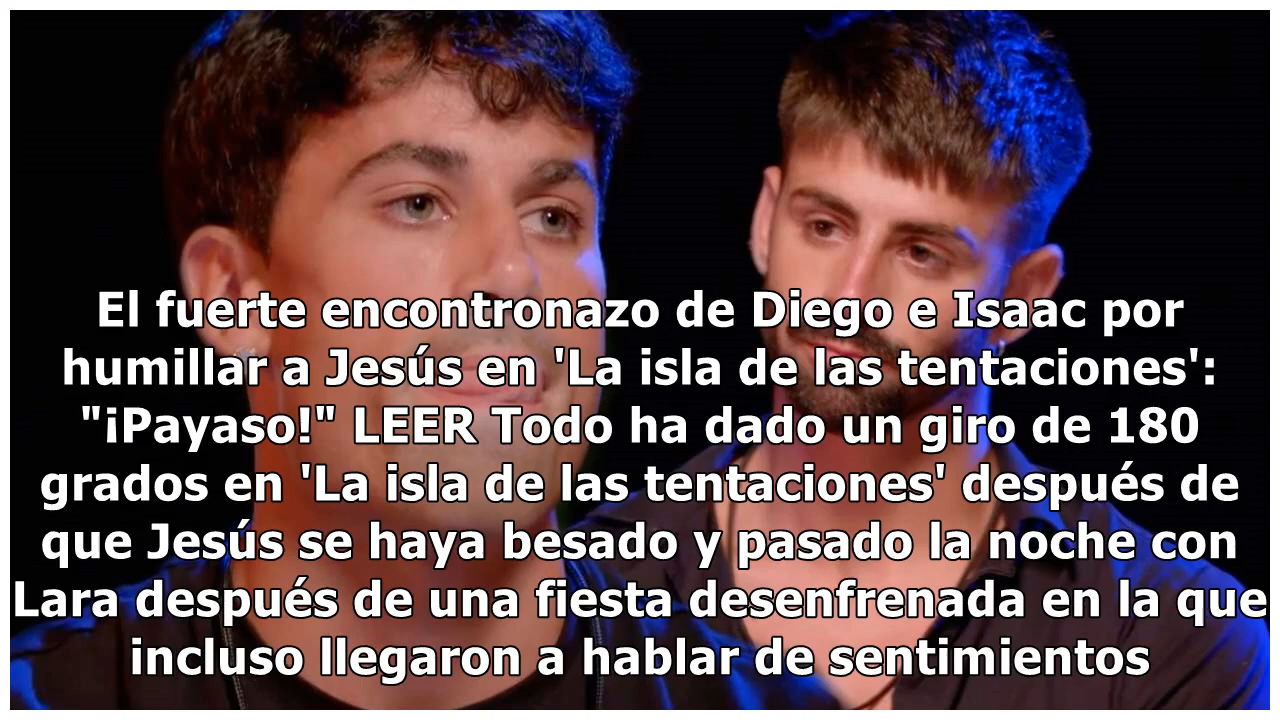 El fuerte encontronazo de Diego e Isaac por
humillar a Jesús en 'La isla de las tentaciones':
"¡Payaso!" LEER Todo ha dado un giro de 180
grados en 'La isla de las tentaciones' después de
que Jesús se haya besado y pasado la noche con
Lara después de una fiesta desenfrenada en la que
incluso llegaron a hablar de sentimientos